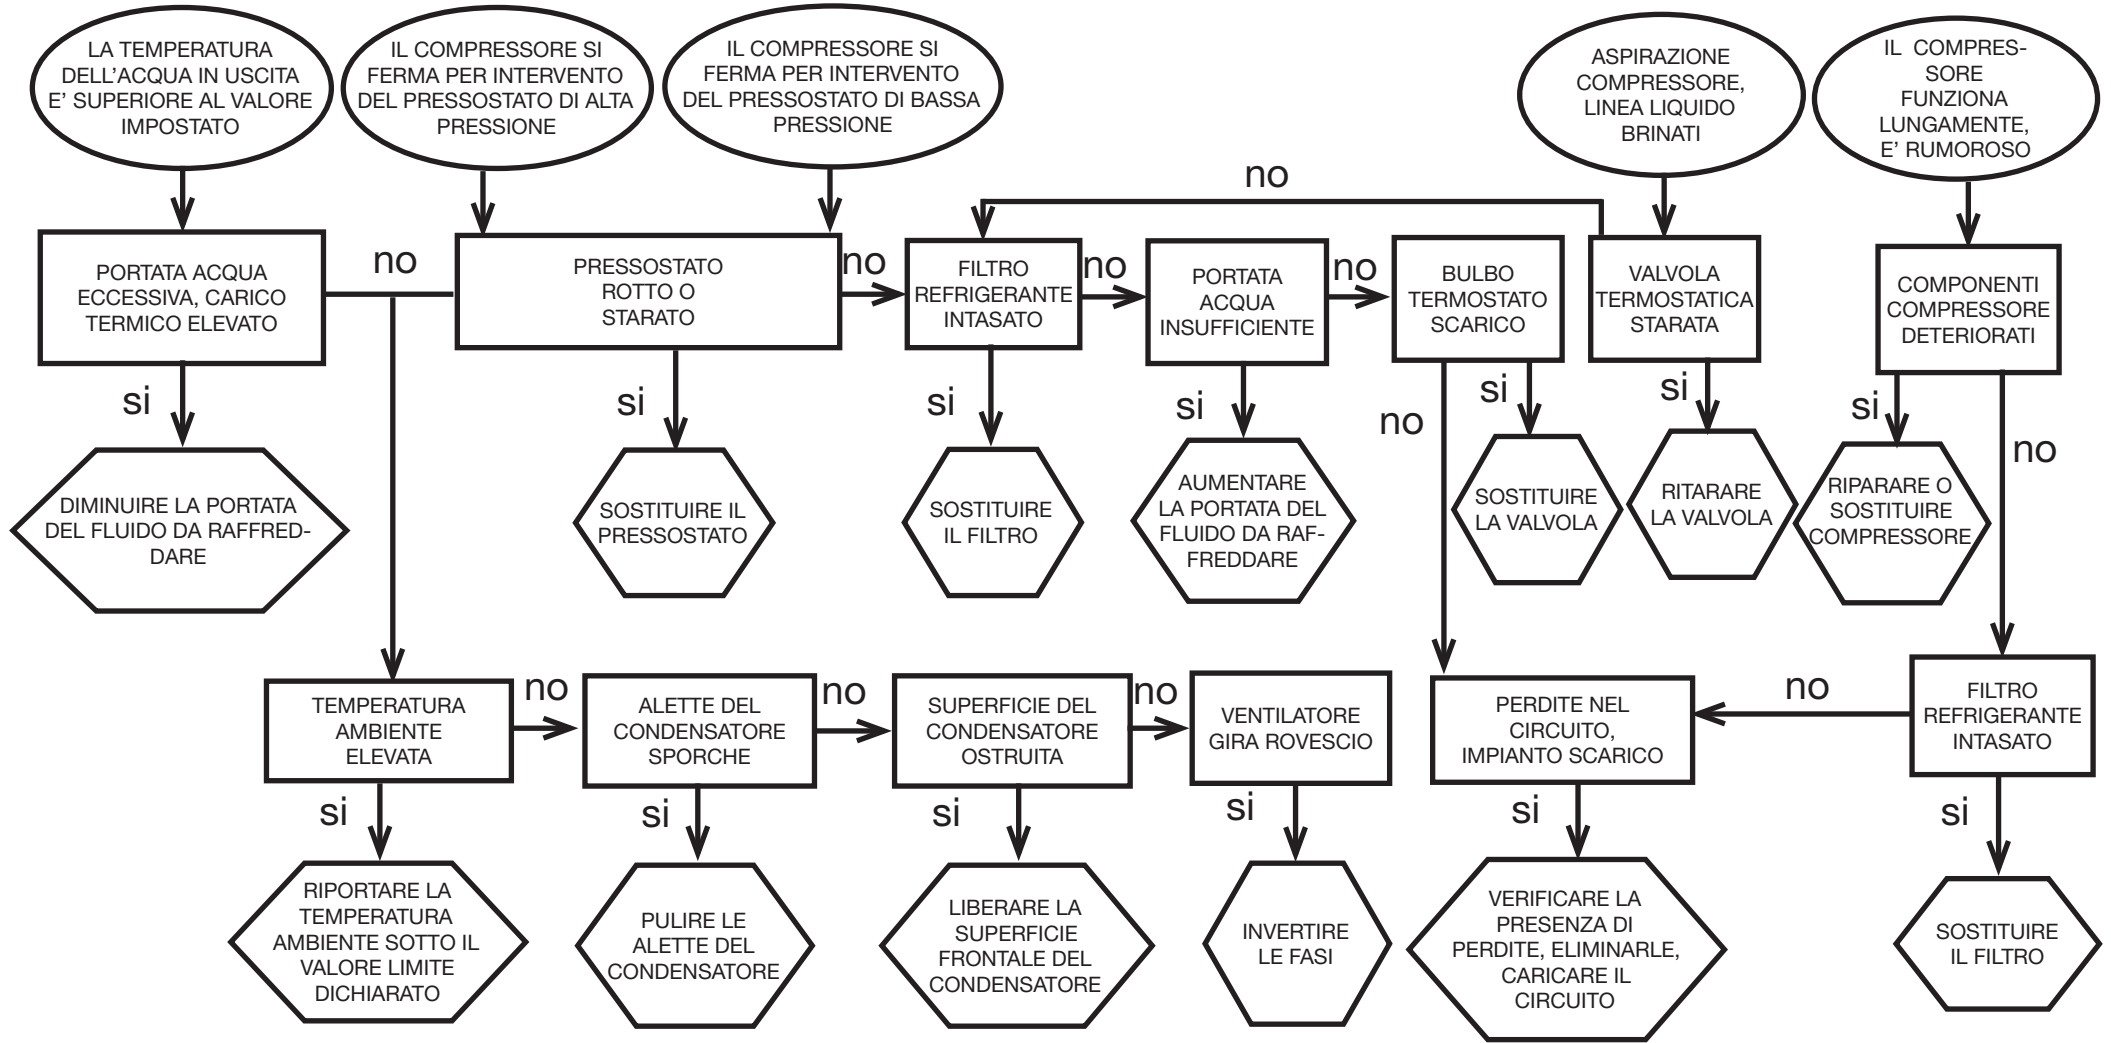 LA TEMPERATURA
DELL'ACQUA IN USCITA
E' SUPERIORE AL VALORE
IMPOSTATO
IL COMPRESSORE SI
FERMA PER INTERVENTO
DEL PRESSOSTATO DI ALTA
PRESSIONE
IL COMPRESSORE SI
FERMA PER INTERVENTO
DEL PRESSOSTATO DI BASSA
PRESSIONE
ASPIRAZIONE
COMPRESSORE,
LINEA LIQUIDO
BRINATI
IL COMPRES-
SORE
FUNZIONA
LUNGAMENTE,
E' RUMOROSO
no
PORTATA ACQUA
ECCESSIVA, CARICO
TERMICO ELEVATO
no
PRESSOSTATO
ROTTO O
STARATO
no
FILTRO
REFRIGERANTE
INTASATO
no
PORTATA
ACQUA
INSUFFICIENTE
no
BULBO
TERMOSTATO
SCARICO
VALVOLA
TERMOSTATICA
STARATA
COMPONENTI
COMPRESSORE
DETERIORATI
si
si
si
si
no
si
si
si
no
DIMINUIRE LA PORTATA
DEL FLUIDO DA RAFFRED-
DARE
SOSTITUIRE IL
PRESSOSTATO
SOSTITUIRE
IL FILTRO
AUMENTARE
LA PORTATA DEL
FLUIDO DA RAF-
FREDDARE
SOSTITUIRE
LA VALVOLA
RITARARE
LA VALVOLA
RIPARARE O
SOSTITUIRE
COMPRESSORE
TEMPERATURA
AMBIENTE
ELEVATA
no
ALETTE DEL
CONDENSATORE
SPORCHE
no
SUPERFICIE DEL
CONDENSATORE
OSTRUITA
no
VENTILATORE
GIRA ROVESCIO
PERDITE NEL
CIRCUITO,
IMPIANTO SCARICO
no
FILTRO
REFRIGERANTE
INTASATO
si
si
si
si
si
si
RIPORTARE LA
TEMPERATURA
AMBIENTE SOTTO IL
VALORE LIMITE
DICHIARATO
PULIRE LE
ALETTE DEL
CONDENSATORE
LIBERARE LA
SUPERFICIE
FRONTALE DEL
CONDENSATORE
INVERTIRE
LE FASI
VERIFICARE LA
PRESENZA DI
PERDITE, ELIMINARLE,
CARICARE IL
CIRCUITO
SOSTITUIRE
IL FILTRO